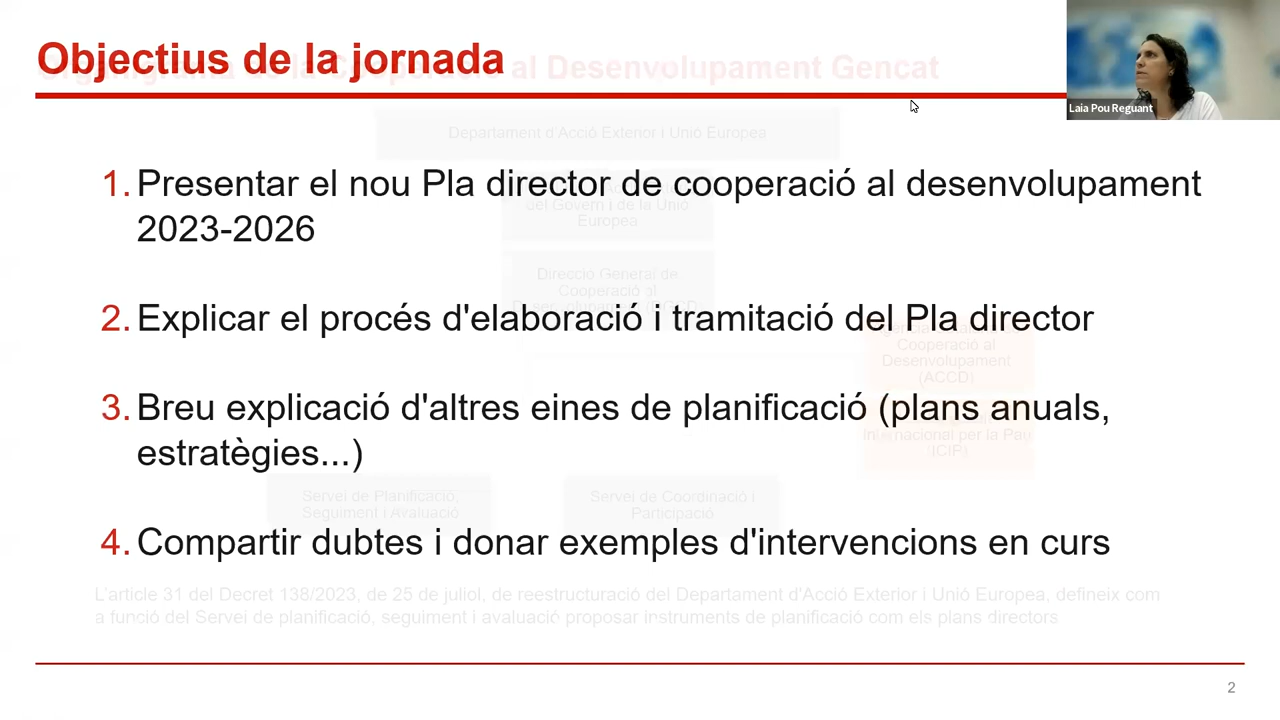 Objectius de la jornada
al Desenvolupament Gencat
Laia Pou Reguant
Departament d'Acció Exterior i Unió Europea
1. Presentar el nou Pla director de cooperació al desenvolupament
2023-2026
del Govern i de la Unió
Europea
Direcció General de
Cooperació al
2. Explicar el procés d'elaboració i tramitació del Pla director
Cooperació al
Desenvolupament
(ACCD)
3. Breu explicació d'altres eines de planificació (plans anuals,
estratègies...)
Internacional per la Pau
(ICIP)
Servei de Planificació,
Seguiment i Avaluació
Servei de Coordinació i
Participació
4. Compartir dubtes i donar exemples d'intervencions en curs
L'article 31 del Decret 138/2023, de 25 de juliol, de reestructuració del Departament d'Acció Exterior i Unió Europea, defineix com
a funció del Servei de planificació, seguiment i avaluació proposar instruments de planificació com els plans directors
2